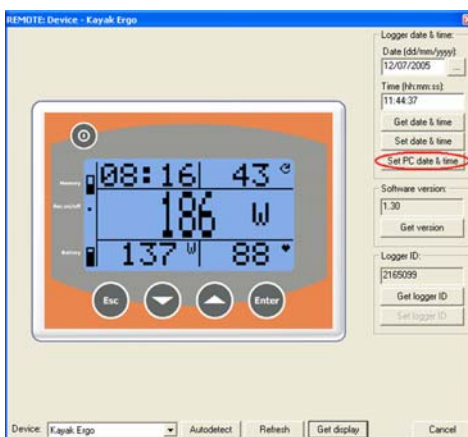 REMOTE: Device - Kayak Ergo
Logger date & time:
Date (dd/mm/yyyy):
12/07/2005 ...
Time (hh:mm:ss):
11:44:37
Get date & time
Set date & time
Set PC date & time
Software version:
1.30
Get version
Logger ID:
2165099
Get logger ID
Set logger ID
Memory 08:16 43
Rec on/off 186 W
Battery 137 W 88
Esc Enter
Device: Kayak Ergo Autodetect Refresh Get display Cancel